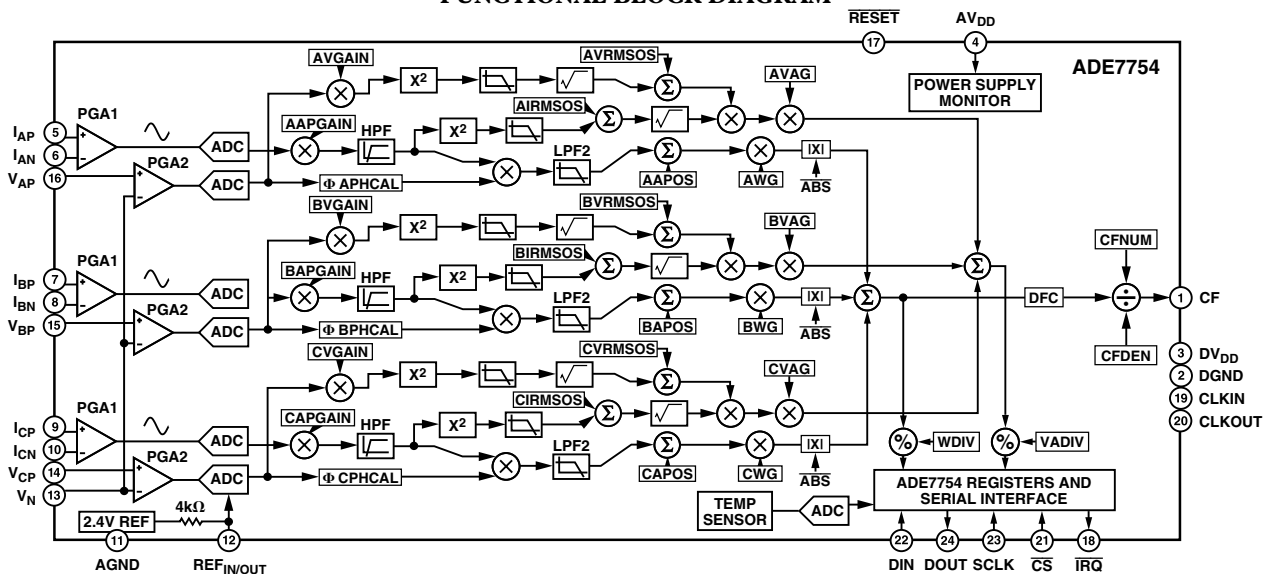 FUNCTIONAL BLOCK DIAGRAM
RESET
AVDD
17
4
ADE7754
POWER SUPPLY
MONITOR
AVGAIN
X²
AVRMSOS
Σ
AVAG
PGA1
IAP 5
IAN 6
VAP 16
PGA2
ADC
ADC
AAPGAIN
HPF
X²
AIRMSOS
Σ
LPF2
Φ APHCAL
Σ
AAPOS
AWG
|X|
ABS
BVGAIN
X²
BVRMSOS
Σ
BVAG
PGA1
IBP 7
IBN 8
VBP 15
PGA2
ADC
ADC
BAPGAIN
HPF
X²
BIRMSOS
Σ
LPF2
Φ BPHCAL
Σ
BAPOS
BWG
|X|
ABS
Σ
Σ
DFC
CFNUM
÷
CFDEN
1 CF
3 DVDD
2 DGND
19 CLKIN
20 CLKOUT
CVGAIN
X²
CVRMSOS
Σ
CVAG
PGA1
ICP 9
ICN 10
VCP 14
VN 13
PGA2
ADC
ADC
CAPGAIN
HPF
X²
CIRMSOS
Σ
LPF2
Φ CPHCAL
Σ
CAPOS
CWG
|X|
ABS
% WDIV
% VADIV
ADE7754 REGISTERS AND
SERIAL INTERFACE
TEMP
SENSOR
ADC
2.4V REF
4kΩ
11
12
22 24 23 21 18
AGND
REFIN/OUT
DIN DOUT SCLK CS IRQ